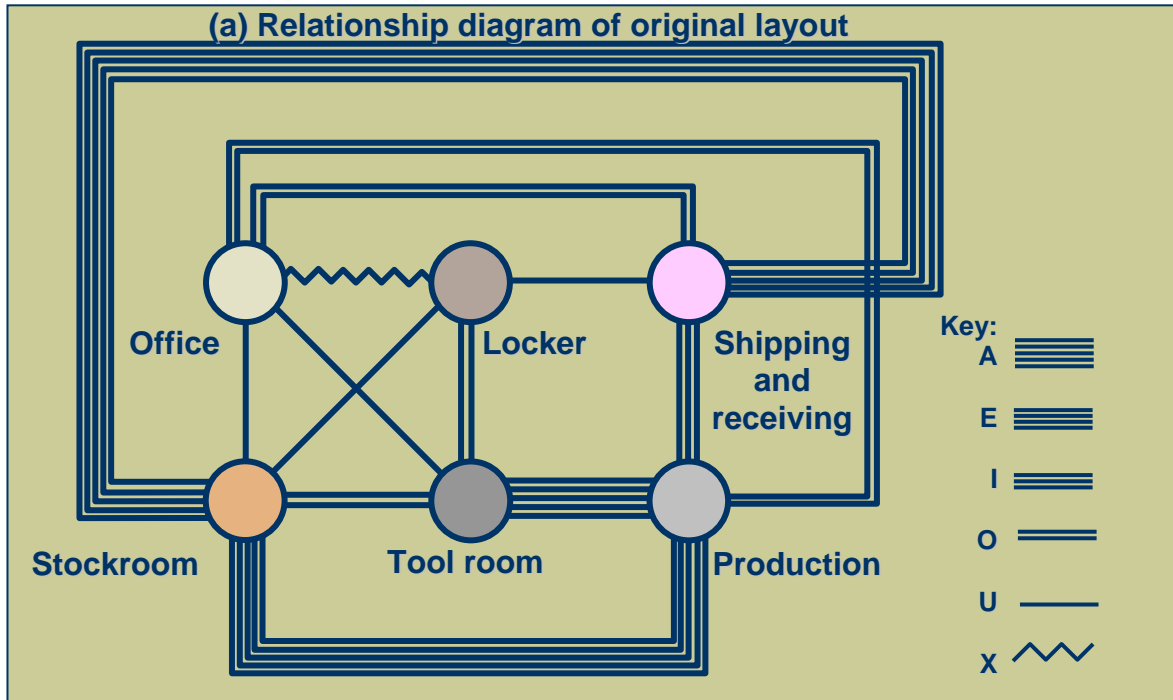 (a) Relationship diagram of original layout
Office
Locker
Shipping
and
receiving
Key:
A
E
I
O
U
X
Stockroom
Tool room
Production